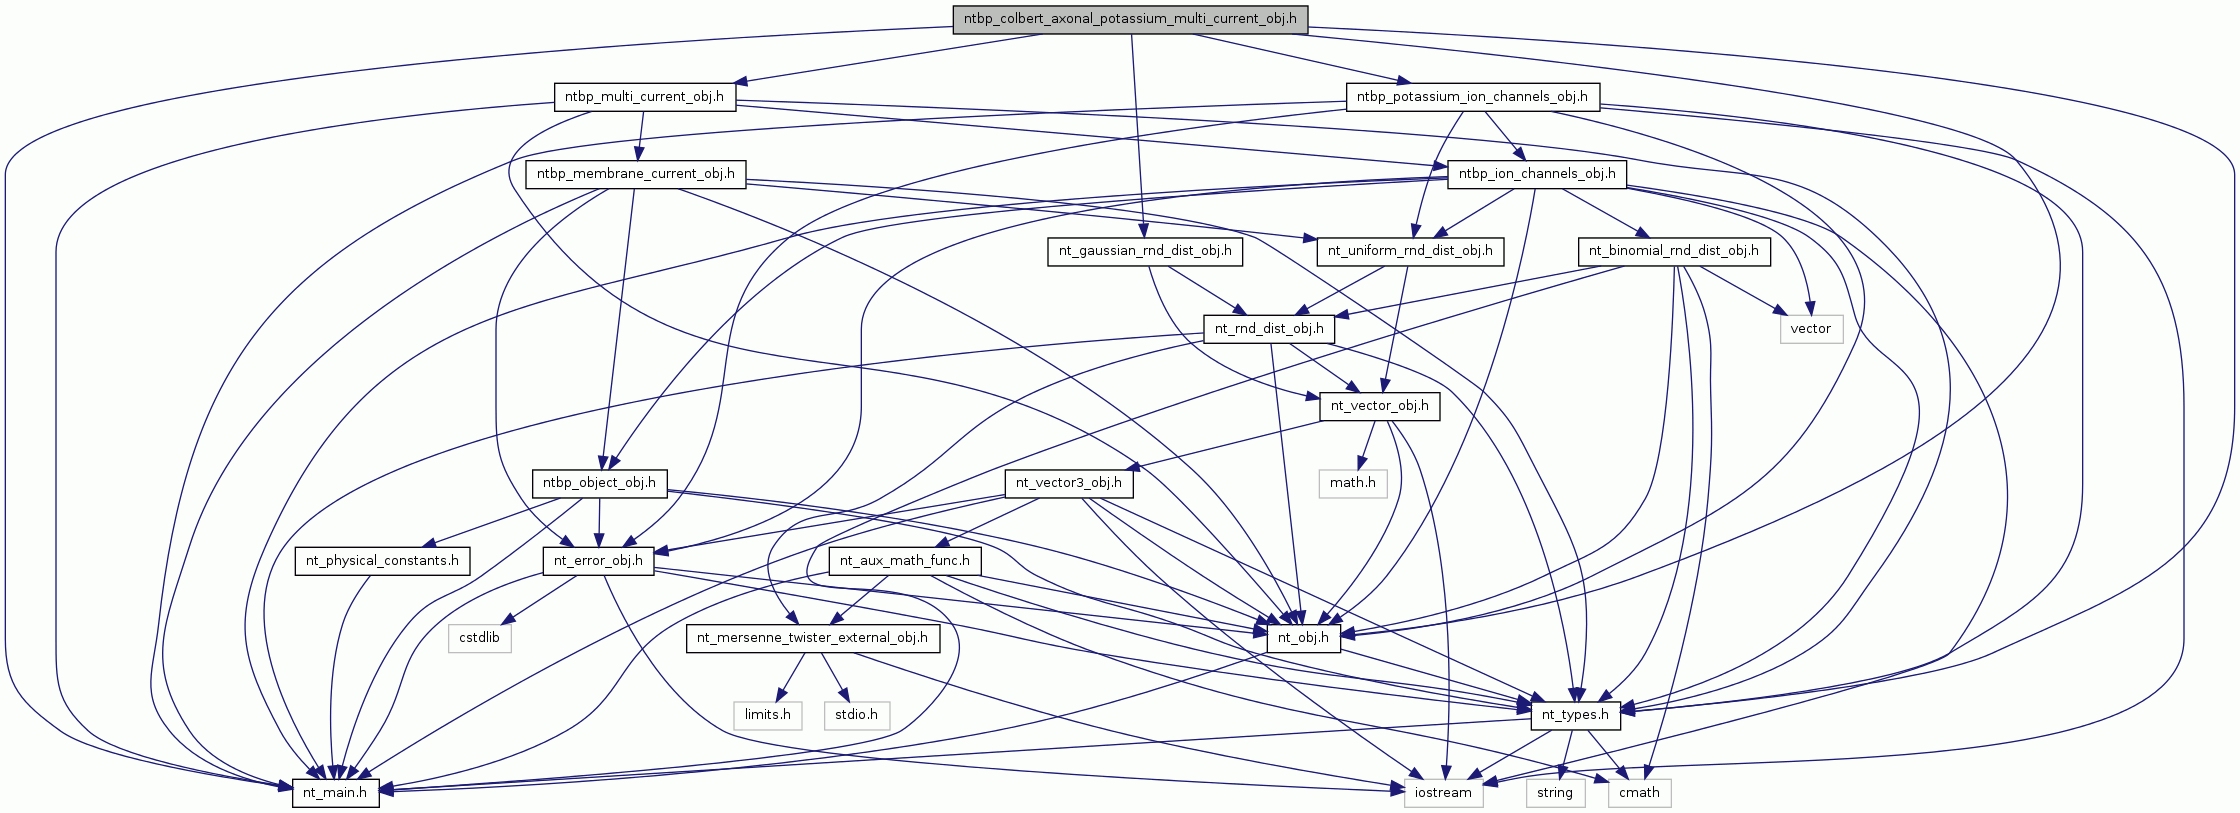 ntbp_colbert_axonal_potassium_multi_current_obj.h
ntbp_multi_current_obj.h
ntbp_potassium_ion_channels_obj.h
ntbp_membrane_current_obj.h
ntbp_ion_channels_obj.h
nt_gaussian_rnd_dist_obj.h
nt_uniform_rnd_dist_obj.h
nt_binomial_rnd_dist_obj.h
nt_rnd_dist_obj.h
vector
nt_vector_obj.h
ntbp_object_obj.h
nt_vector3_obj.h
math.h
nt_physical_constants.h
nt_error_obj.h
nt_aux_math_func.h
cstdlib
nt_mersenne_twister_external_obj.h
nt_obj.h
limits.h
stdio.h
nt_types.h
nt_main.h
iostream
string
cmath